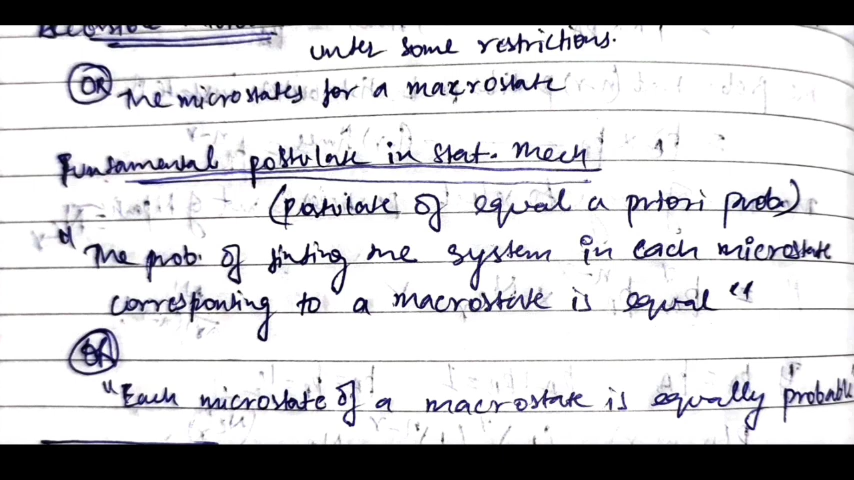 Accessible
under some restrictions.
OR The microstates for a macrostate
Fundamental postulate in stat. mech
(postulate of equal a priori prob.)
"The prob. of finding the system in each microstate
corresponding to a macrostate is equal"
OR
"Each microstate of a macrostate is equally probable